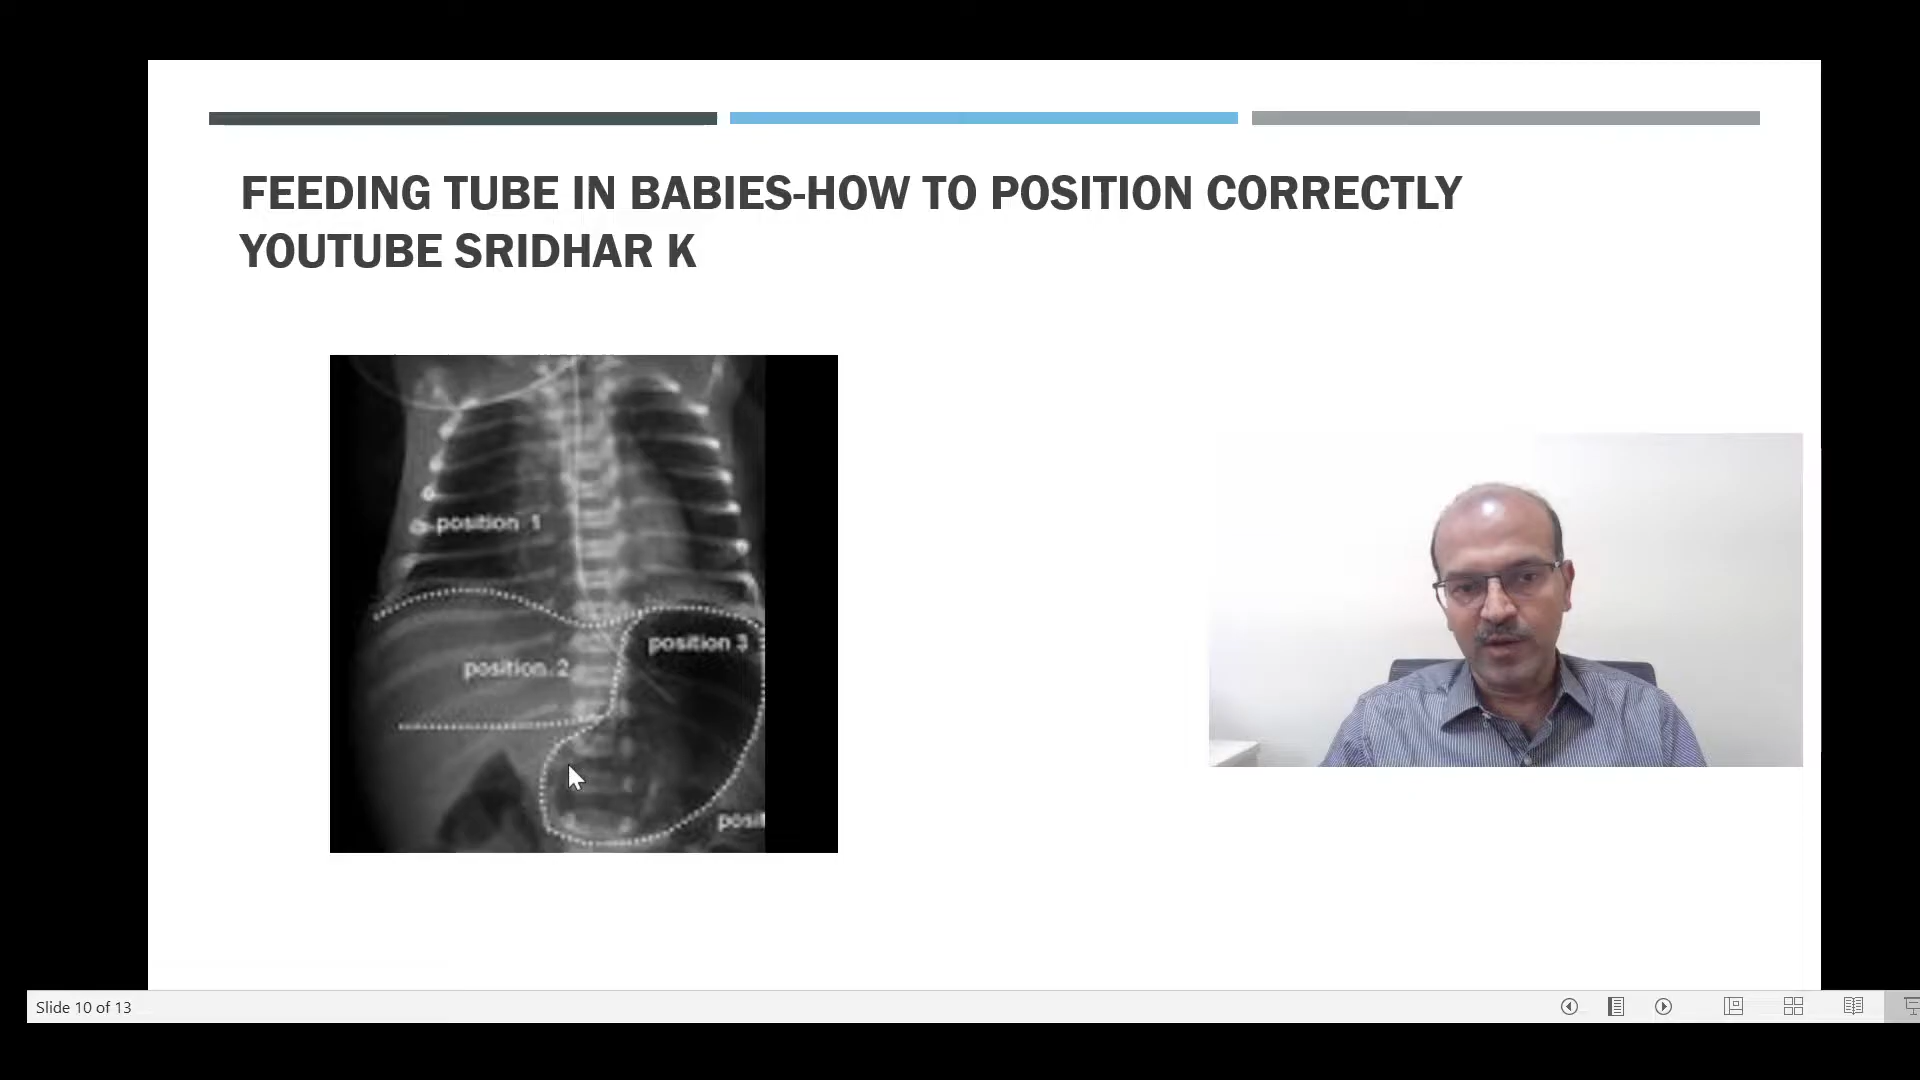 FEEDING TUBE IN BABIES-HOW TO POSITION CORRECTLY
YOUTUBE SRIDHAR K
position 1
position 3
position. 2
posit
Slide 10 of 13